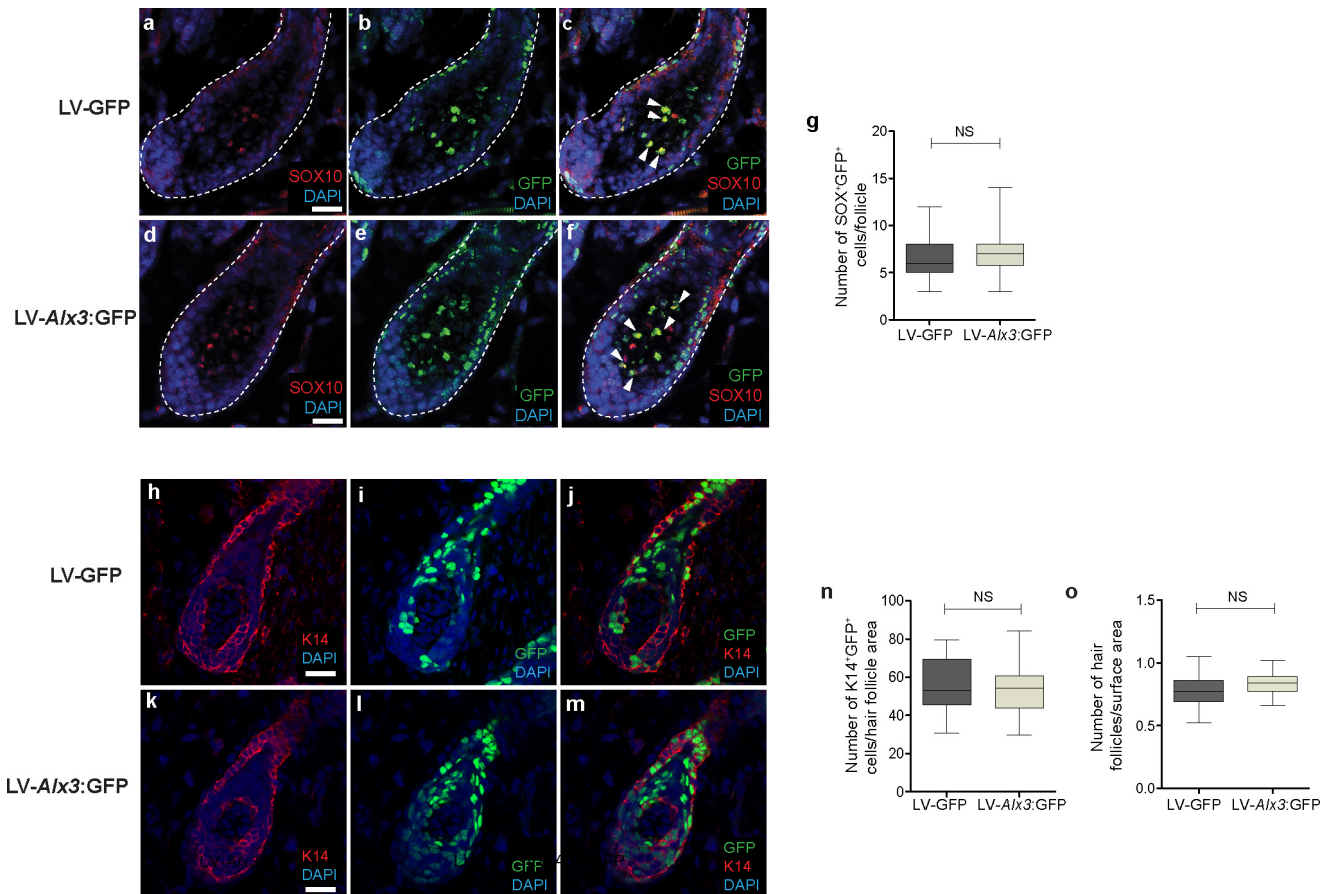 a
b
c
LV-GFP
SOX10
DAPI
GFP
DAPI
GFP
SOX10
DAPI
d
e
f
LV-Alx3:GFP
SOX10
DAPI
GFP
DAPI
GFP
SOX10
DAPI
g
Number of SOX⁺GFP⁺
cells/follicle
20
15
10
5
0
NS
LV-GFP
LV-Alx3:GFP
h
i
j
LV-GFP
K14
DAPI
GFP
DAPI
GFP
K14
DAPI
k
l
m
LV-Alx3:GFP
K14
DAPI
GFP
DAPI
GFP
K14
DAPI
n
Number of K14⁺GFP⁺
cells/hair follicle area
100
80
60
40
20
0
NS
LV-GFP
LV-Alx3:GFP
o
Number of hair
follicles/surface area
1.5
1.0
0.5
0.0
NS
LV-GFP
LV-Alx3:GFP